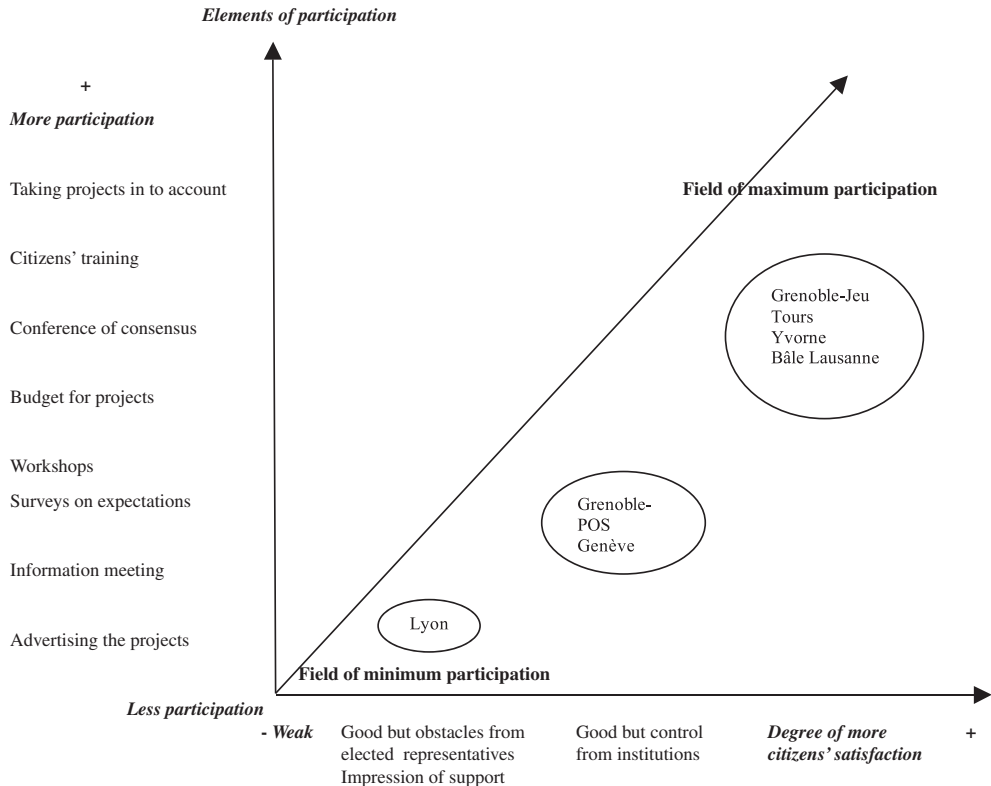 Elements of participation
+
More participation
Taking projects in to account
Field of maximum participation
Citizens' training
Grenoble-Jeu
Tours
Yvorne
Bâle Lausanne
Conference of consensus
Budget for projects
Workshops
Surveys on expectations
Grenoble-
POS
Genève
Information meeting
Lyon
Advertising the projects
Field of minimum participation
Less participation
- Weak
Good but obstacles from
elected representatives
Impression of support
Good but control
from institutions
Degree of more
citizens' satisfaction
+